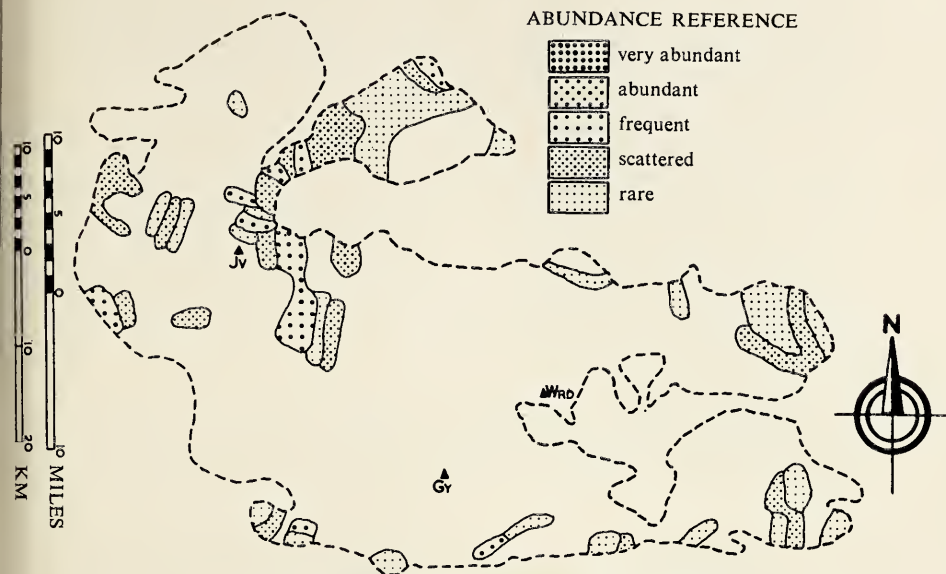 ABUNDANCE REFERENCE
very abundant
abundant
frequent
scattered
rare
N
JV
WRD
GY
10 5 0 10 20 KM
10 5 0 10 MILES